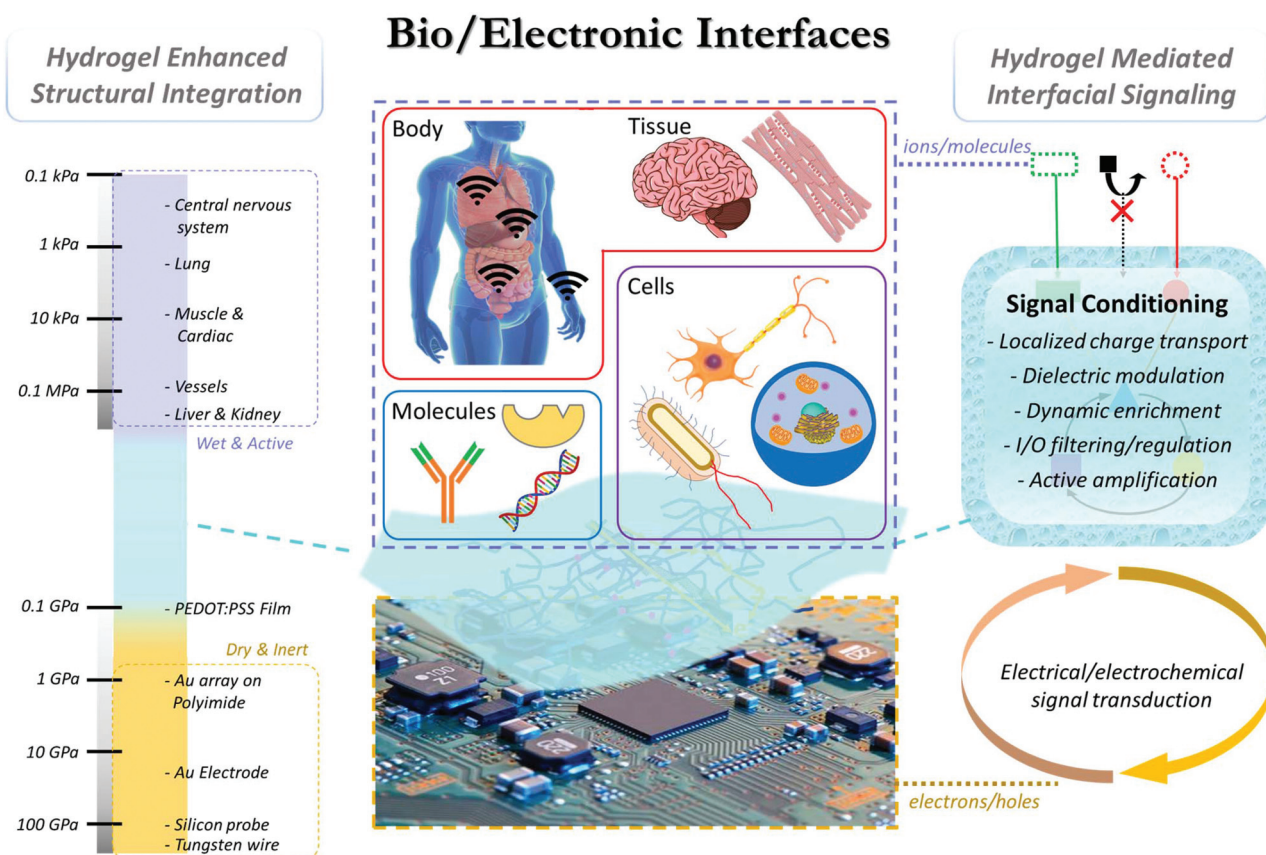 Bio/Electronic Interfaces
Hydrogel Enhanced
Structural Integration
0.1 kPa
1 kPa
10 kPa
0.1 MPa
0.1 GPa
1 GPa
10 GPa
100 GPa
- Central nervous
system
- Lung
- Muscle &
Cardiac
- Vessels
- Liver & Kidney
Wet & Active
- PEDOT:PSS Film
Dry & Inert
- Au array on
Polyimide
- Au Electrode
- Silicon probe
- Tungsten wire
Body
Tissue
Cells
Molecules
100
Z1
220
220
Hydrogel Mediated
Interfacial Signaling
ions/molecules
Signal Conditioning
- Localized charge transport
- Dielectric modulation
- Dynamic enrichment
- I/O filtering/regulation
- Active amplification
Electrical/electrochemical
signal transduction
electrons/holes